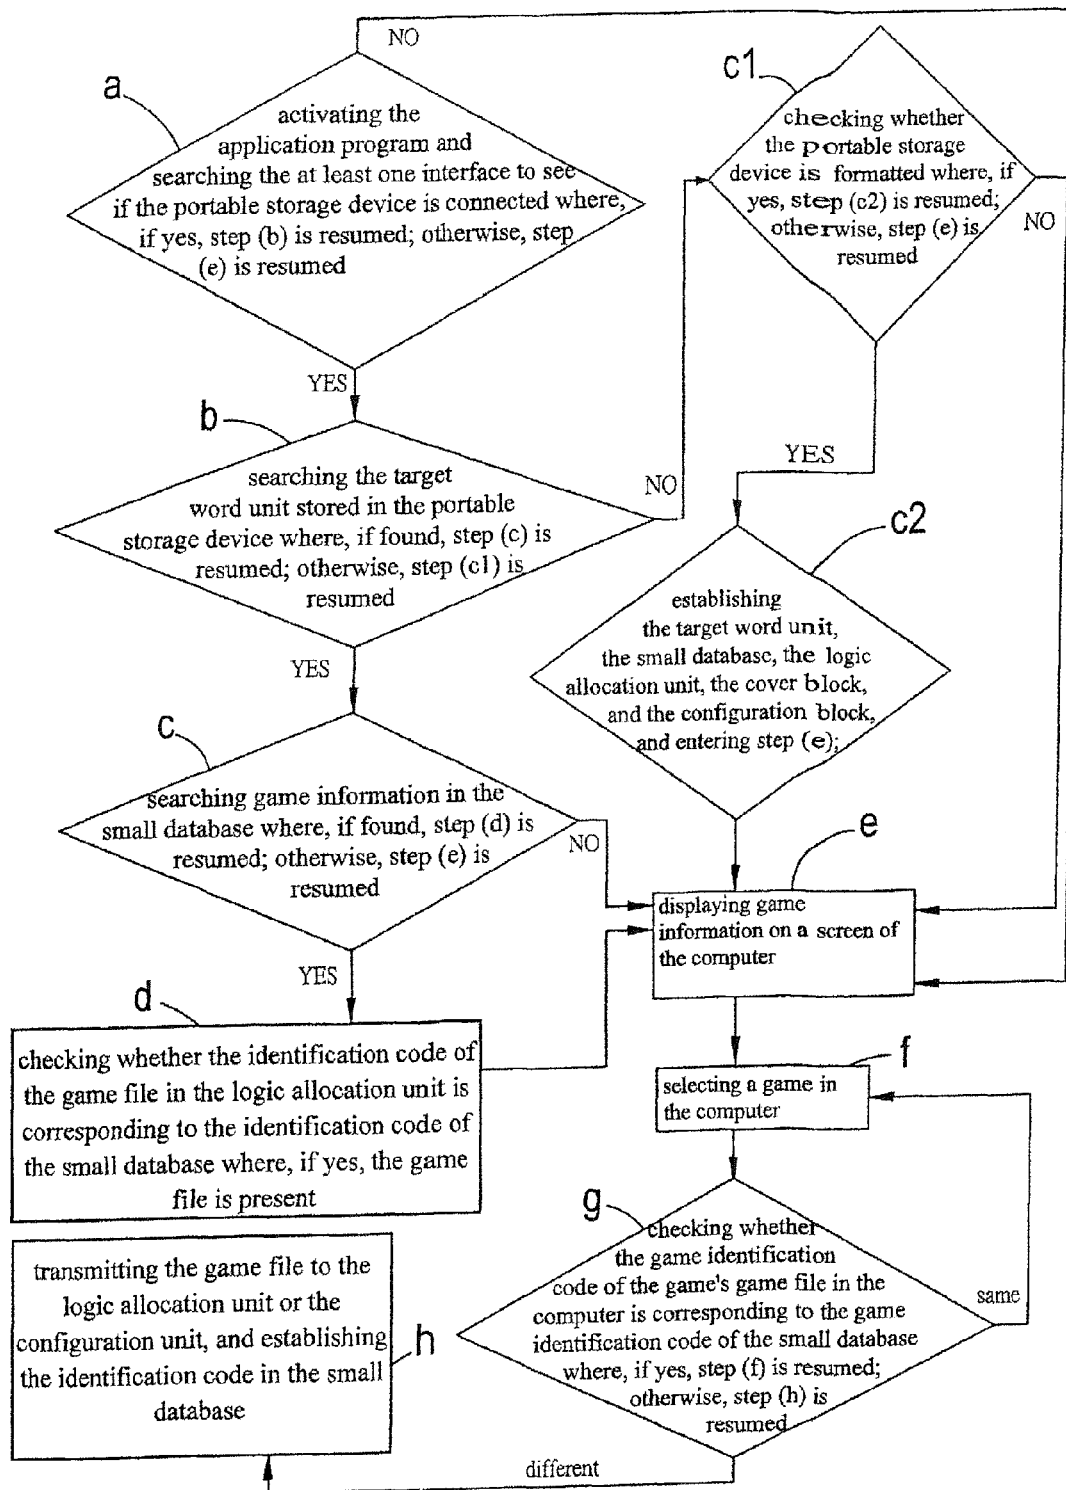 NO
a
activating the
application program and
searching the at least one interface to see
if the portable storage device is connected where,
if yes, step (b) is resumed; otherwise, step
(e) is resumed
YES
b
searching the target
word unit stored in the portable
storage device where, if found, step (c) is
resumed; otherwise, step (c1) is
resumed
NO
YES
c
searching game information in the
small database where, if found, step (d) is
resumed; otherwise, step (e) is
resumed
NO
YES
d
checking whether the identification code of
the game file in the logic allocation unit is
corresponding to the identification code of
the small database where, if yes, the game
file is present
c1
checking whether
the portable storage
device is formatted where, if
yes, step (c2) is resumed;
otherwise, step (e) is
resumed
NO
YES
c2
establishing
the target word unit,
the small database, the logic
allocation unit, the cover block,
and the configuration block,
and entering step (e);
e
displaying game
information on a screen of
the computer
f
selecting a game in
the computer
g
checking whether
the game identification
code of the game's game file in the
computer is corresponding to the game
identification code of the small database
where, if yes, step (f) is resumed;
otherwise, step (h) is
resumed
same
different
h
transmitting the game file to the
logic allocation unit or the
configuration unit, and establishing
the identification code in the small
database